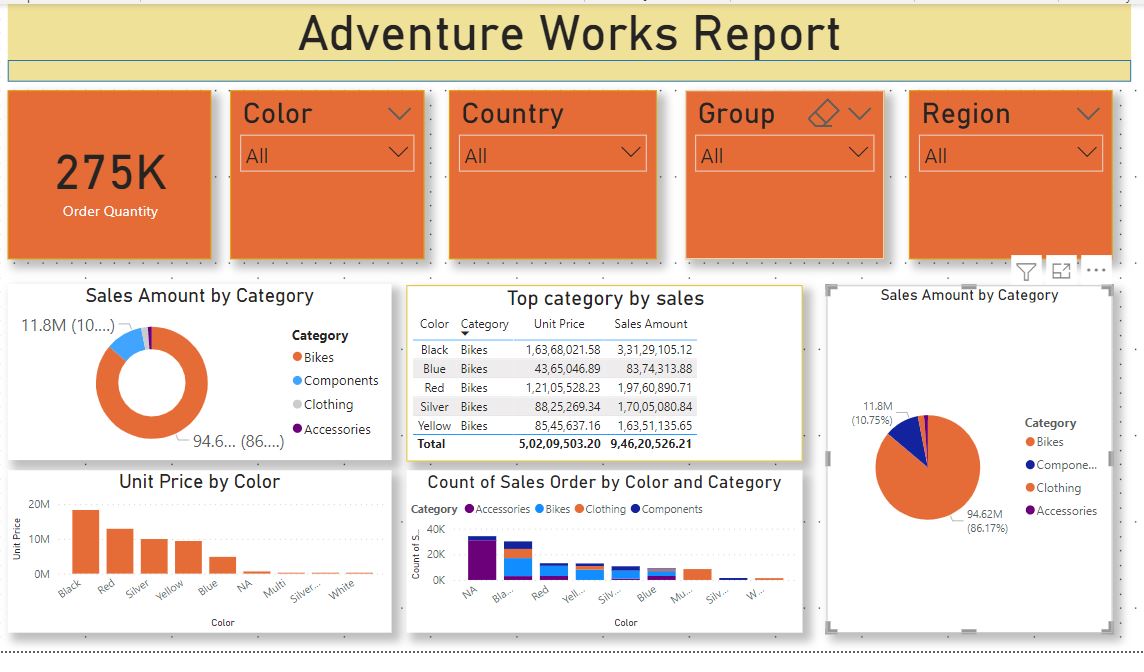 Adventure Works Report
275K
Order Quantity
Color
All
Country
All
Group
All
Region
All
Sales Amount by Category
11.8M (10....)
94.6... (86....)
Category
Bikes
Components
Clothing
Accessories
Top category by sales
Color Category Unit Price Sales Amount
Black Bikes 1,63,68,021.58 3,31,29,105.12
Blue Bikes 43,65,046.89 83,74,313.88
Red Bikes 1,21,05,528.23 1,97,60,890.71
Silver Bikes 88,25,269.34 1,70,05,080.84
Yellow Bikes 85,45,637.16 1,63,51,135.65
Total 5,02,09,503.20 9,46,20,526.21
Sales Amount by Category
11.8M
(10.75%)
94.62M
(86.17%)
Category
Bikes
Compone...
Clothing
Accessories
Unit Price by Color
Unit Price
20M
10M
0M
Black Red Silver Yellow Blue NA Multi Silver... White
Color
Count of Sales Order by Color and Category
Category Accessories Bikes Clothing Components
Count of S...
40K
20K
0K
NA Bla... Red Yell... Silv... Blue Mu... Silv... W...
Color